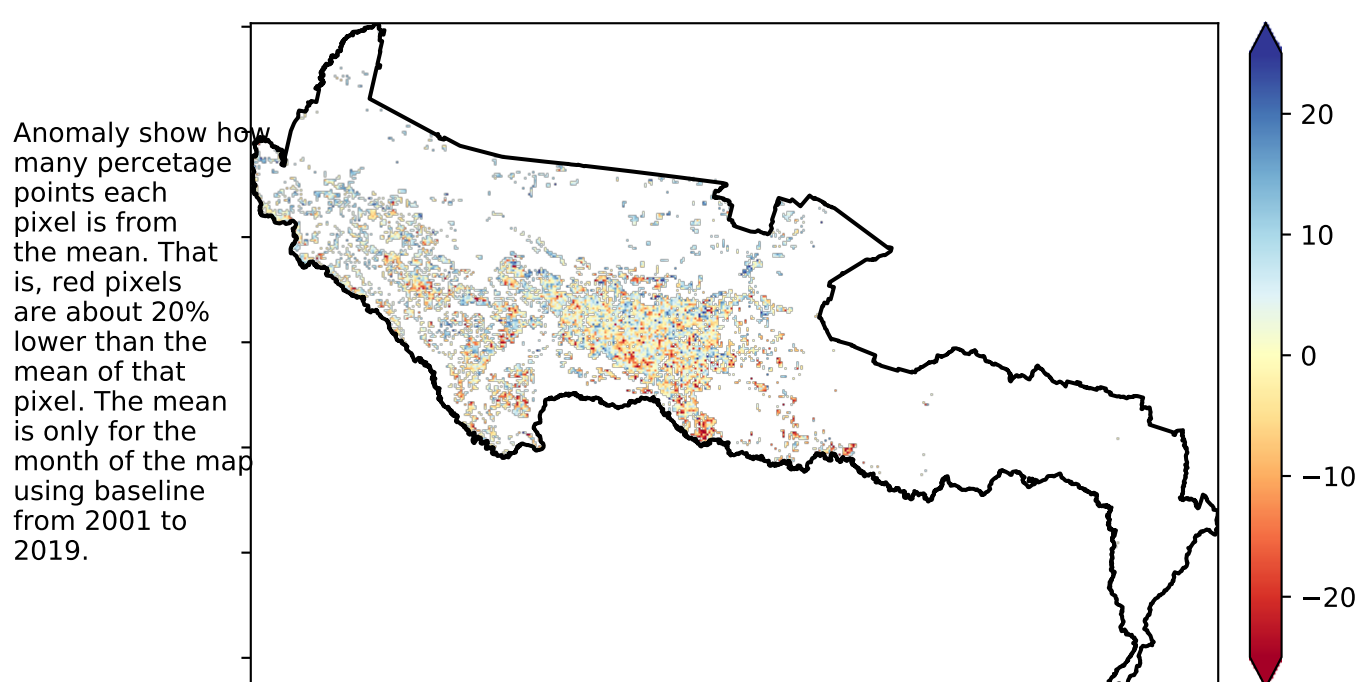 Anomaly show how
many percetage
points each
pixel is from
the mean. That
is, red pixels
are about 20%
lower than the
mean of that
pixel. The mean
is only for the
month of the map
using baseline
from 2001 to
2019.
20
10
0
−10
−20